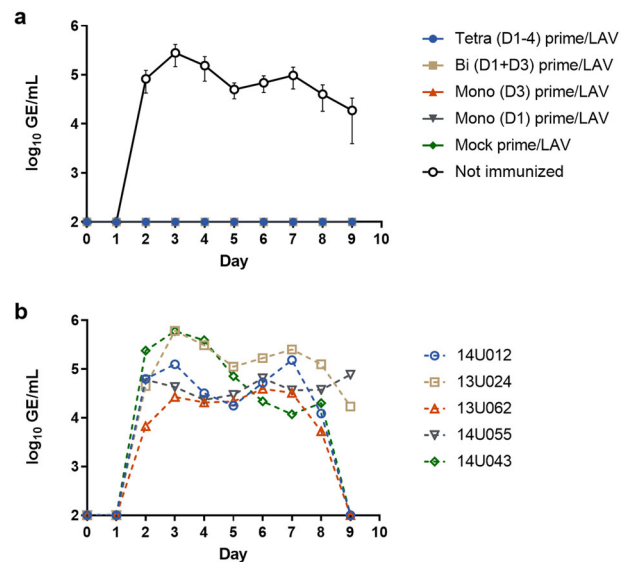 a
6
5
4
3
2
log10 GE/mL
0 1 2 3 4 5 6 7 8 9 10
Day
Tetra (D1-4) prime/LAV
Bi (D1+D3) prime/LAV
Mono (D3) prime/LAV
Mono (D1) prime/LAV
Mock prime/LAV
Not immunized
b
6
5
4
3
2
log10 GE/mL
0 1 2 3 4 5 6 7 8 9 10
Day
14U012
13U024
13U062
14U055
14U043